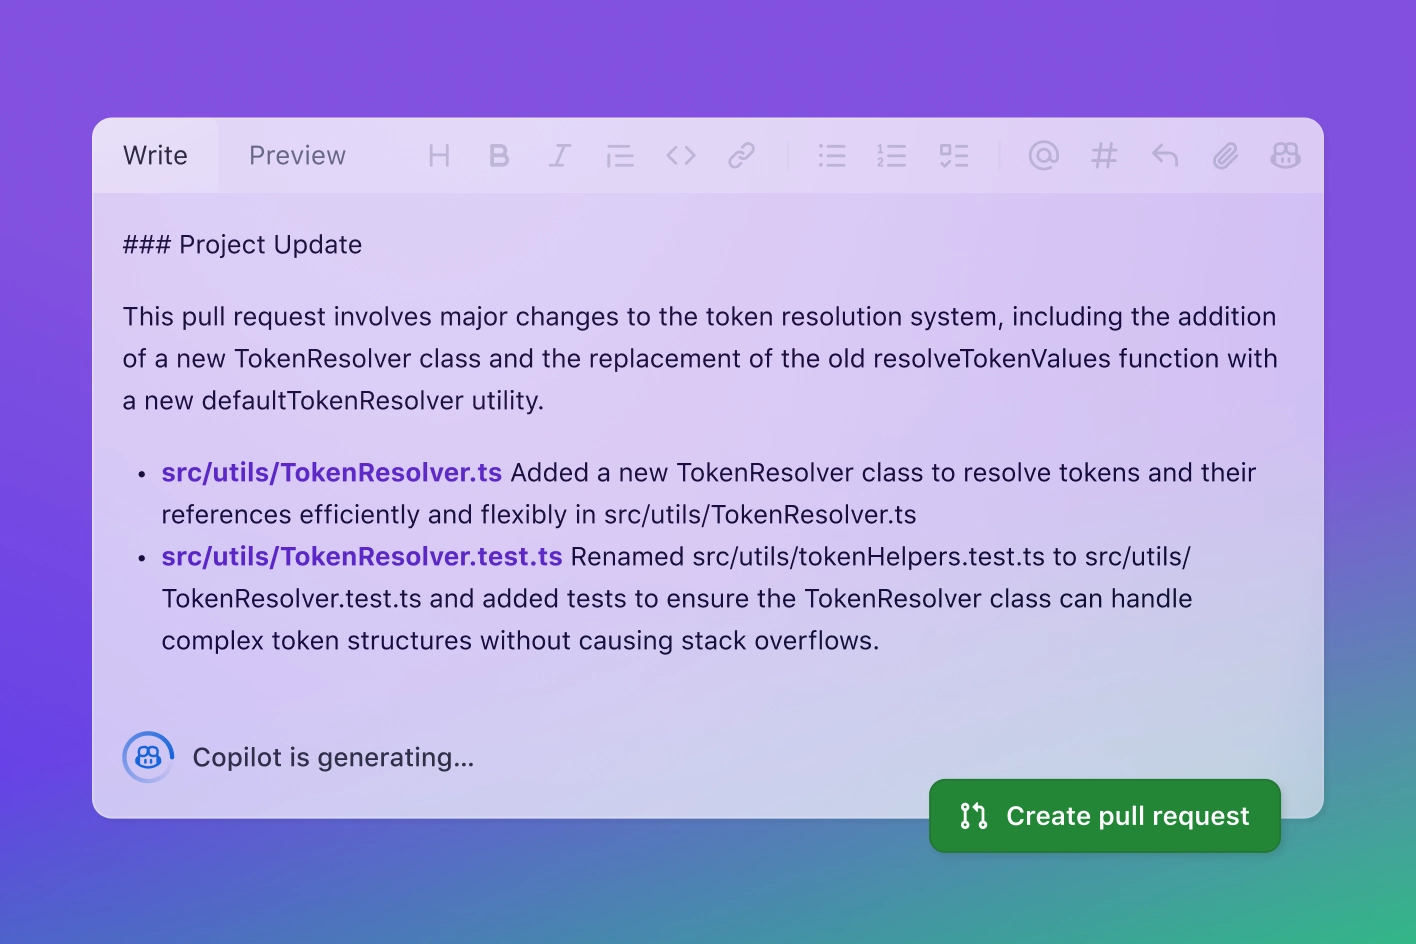 Write Preview
### Project Update
This pull request involves major changes to the token resolution system, including the addition
of a new TokenResolver class and the replacement of the old resolveTokenValues function with
a new defaultTokenResolver utility.
• src/utils/TokenResolver.ts Added a new TokenResolver class to resolve tokens and their
references efficiently and flexibly in src/utils/TokenResolver.ts
• src/utils/TokenResolver.test.ts Renamed src/utils/tokenHelpers.test.ts to src/utils/
TokenResolver.test.ts and added tests to ensure the TokenResolver class can handle
complex token structures without causing stack overflows.
Copilot is generating...
Create pull request